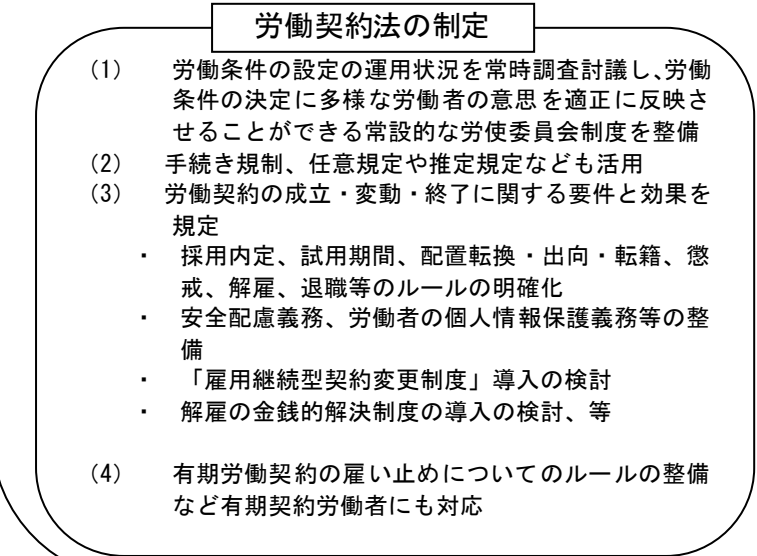 労働契約法の制定
(1) 労働条件の設定の運用状況を常時調査討議し、労働
条件の決定に多様な労働者の意思を適正に反映さ
せることができる常設的な労使委員会制度を整備
(2) 手続き規制、任意規定や推定規定なども活用
(3) 労働契約の成立・変動・終了に関する要件と効果を
規定
・ 採用内定、試用期間、配置転換・出向・転籍、懲
戒、解雇、退職等のルールの明確化
・ 安全配慮義務、労働者の個人情報保護義務等の整
備
・ 「雇用継続型契約変更制度」導入の検討
・ 解雇の金銭的解決制度の導入の検討、等
(4) 有期労働契約の雇い止めについてのルールの整備
など有期契約労働者にも対応